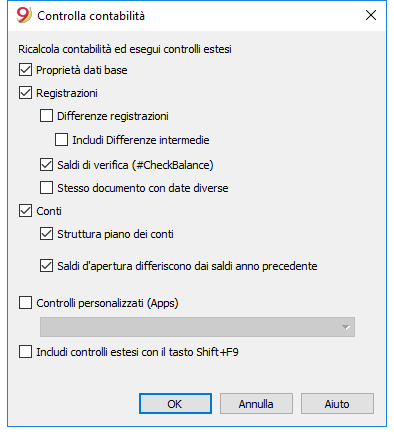 9 Controlla contabilità
Ricalcola contabilità ed esegui controlli estesi
Proprietà dati base
Registrazioni
Differenze registrazioni
Includi Differenze intermedie
Saldi di verifica (#CheckBalance)
Stesso documento con date diverse
Conti
Struttura piano dei conti
Saldi d'apertura differiscono dai saldi anno precedente
Controlli personalizzati (Apps)
Includi controlli estesi con il tasto Shift+F9
OK Annulla Aiuto